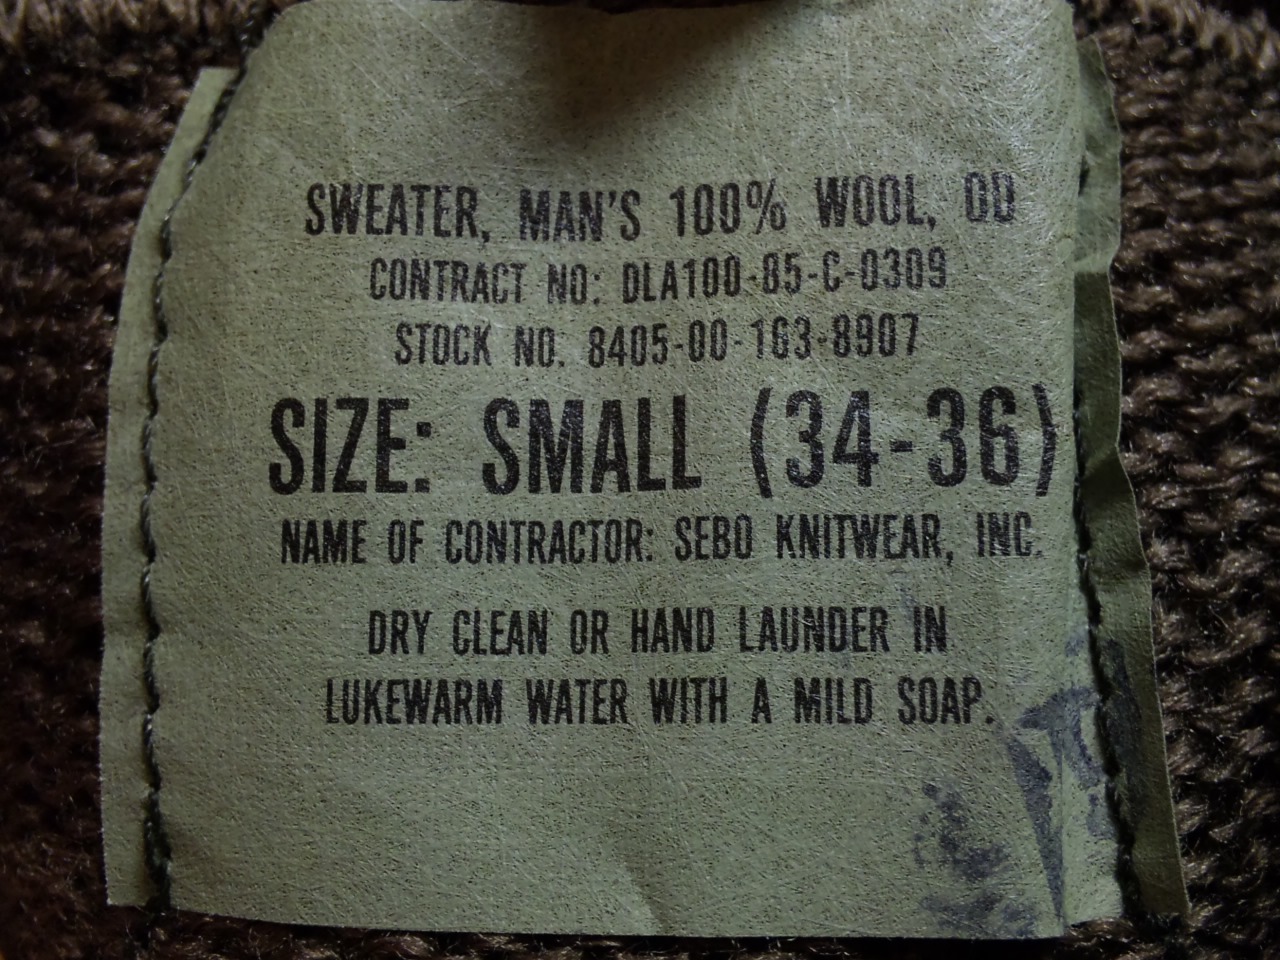 SWEATER, MAN'S 100% WOOL, OD
CONTRACT NO: DLA100-85-C-0309
STOCK NO. 8405-00-163-8907
SIZE: SMALL (34-36)
NAME OF CONTRACTOR: SEBO KNITWEAR, INC.
DRY CLEAN OR HAND LAUNDER IN
LUKEWARM WATER WITH A MILD SOAP.